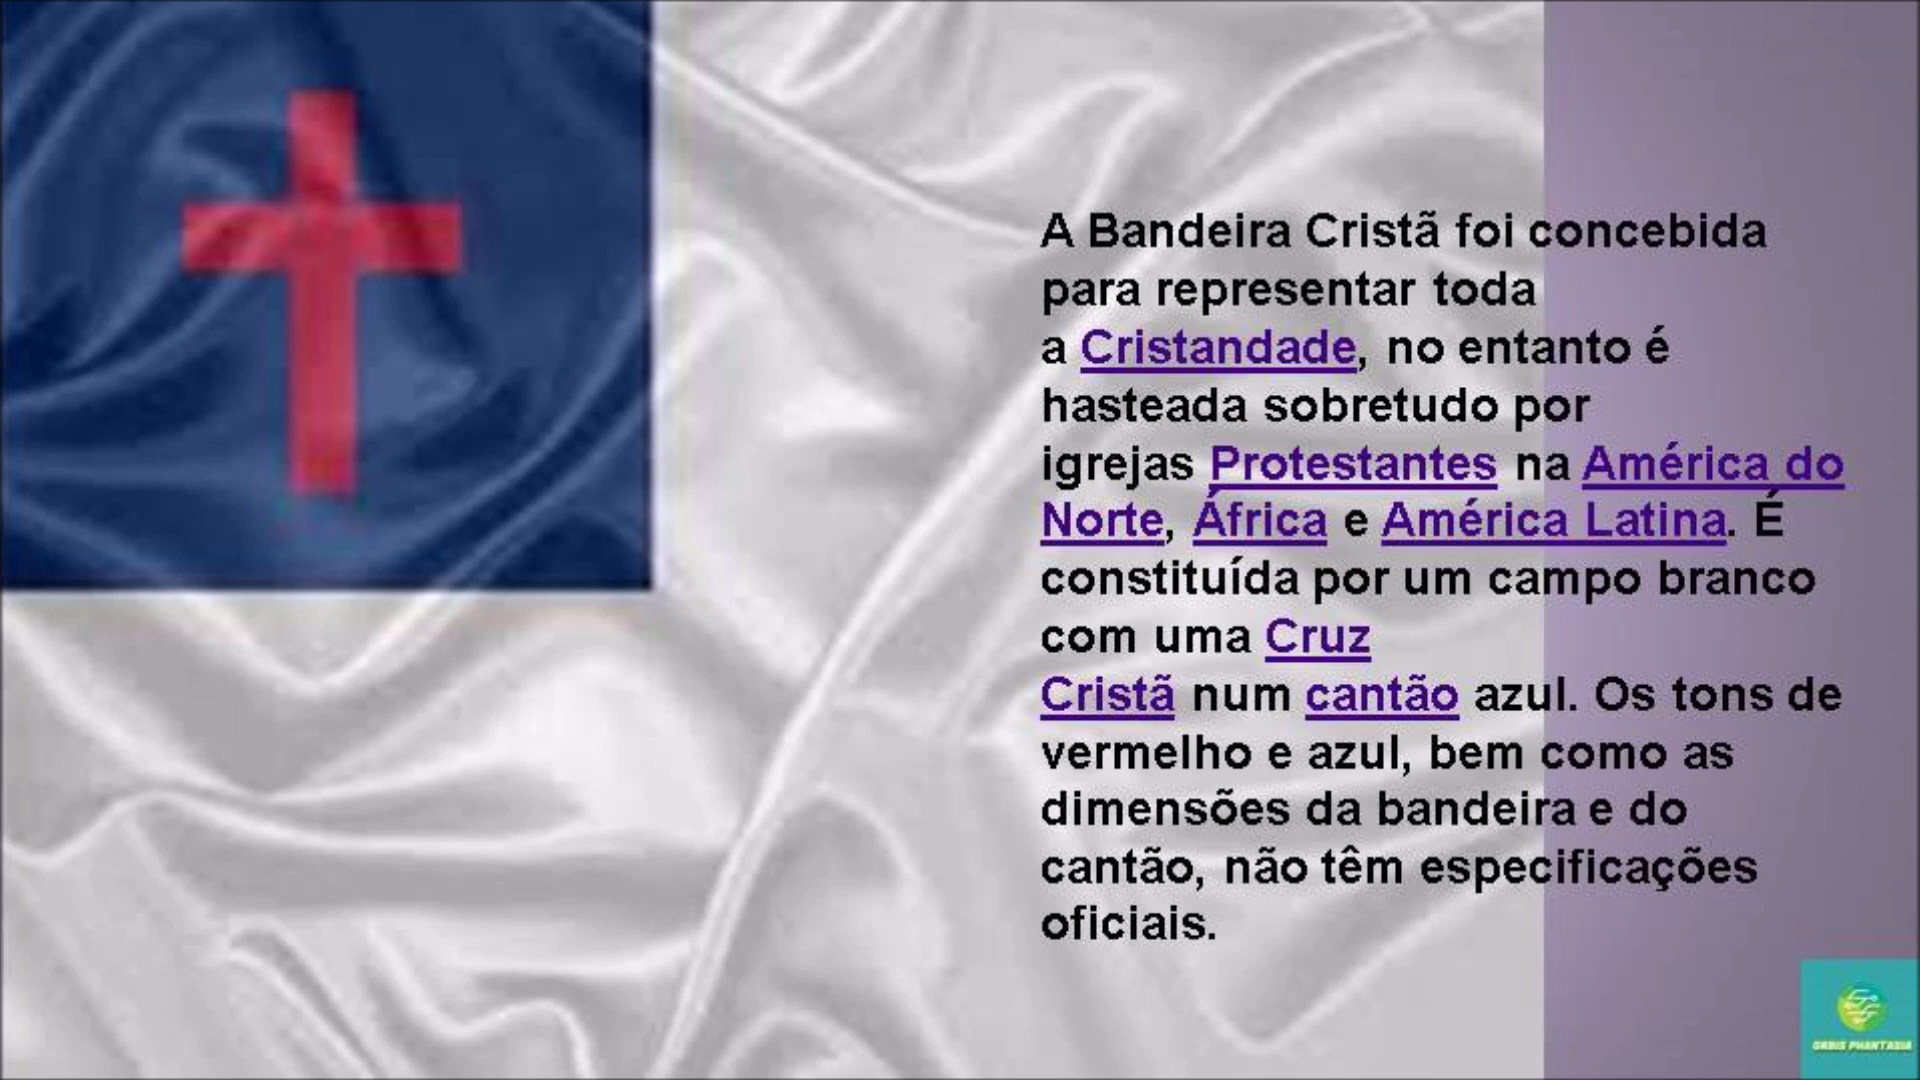 A Bandeira Cristã foi concebida
para representar toda
a Cristandade, no entanto é
hasteada sobretudo por
igrejas Protestantes na América do
Norte, África e América Latina. É
constituída por um campo branco
com uma Cruz
Cristã num cantão azul. Os tons de
vermelho e azul, bem como as
dimensões da bandeira e do
cantão, não têm especificações
oficiais.
ORBIS PHANTASIA